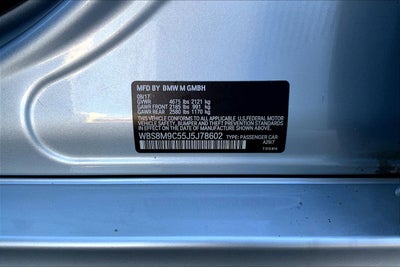 MFD BY BMW M GMBH
09/17
GVWR 4675 lbs 2121 kg
GAWR FRONT 2185 lbs 991 kg
GAWR REAR 2580 lbs 1170 kg
THIS VEHICLE CONFORMS TO ALL APPLICABLE U.S.FEDERAL MOTOR
VEHICLE SAFETY, BUMPER AND THEFT PREVENTION STANDARDS
IN EFFECT ON THE DATE OF MANUFACTURE SHOWN ABOVE.
WBS8M9C55J5J78602 TYPE: PASSENGER CAR